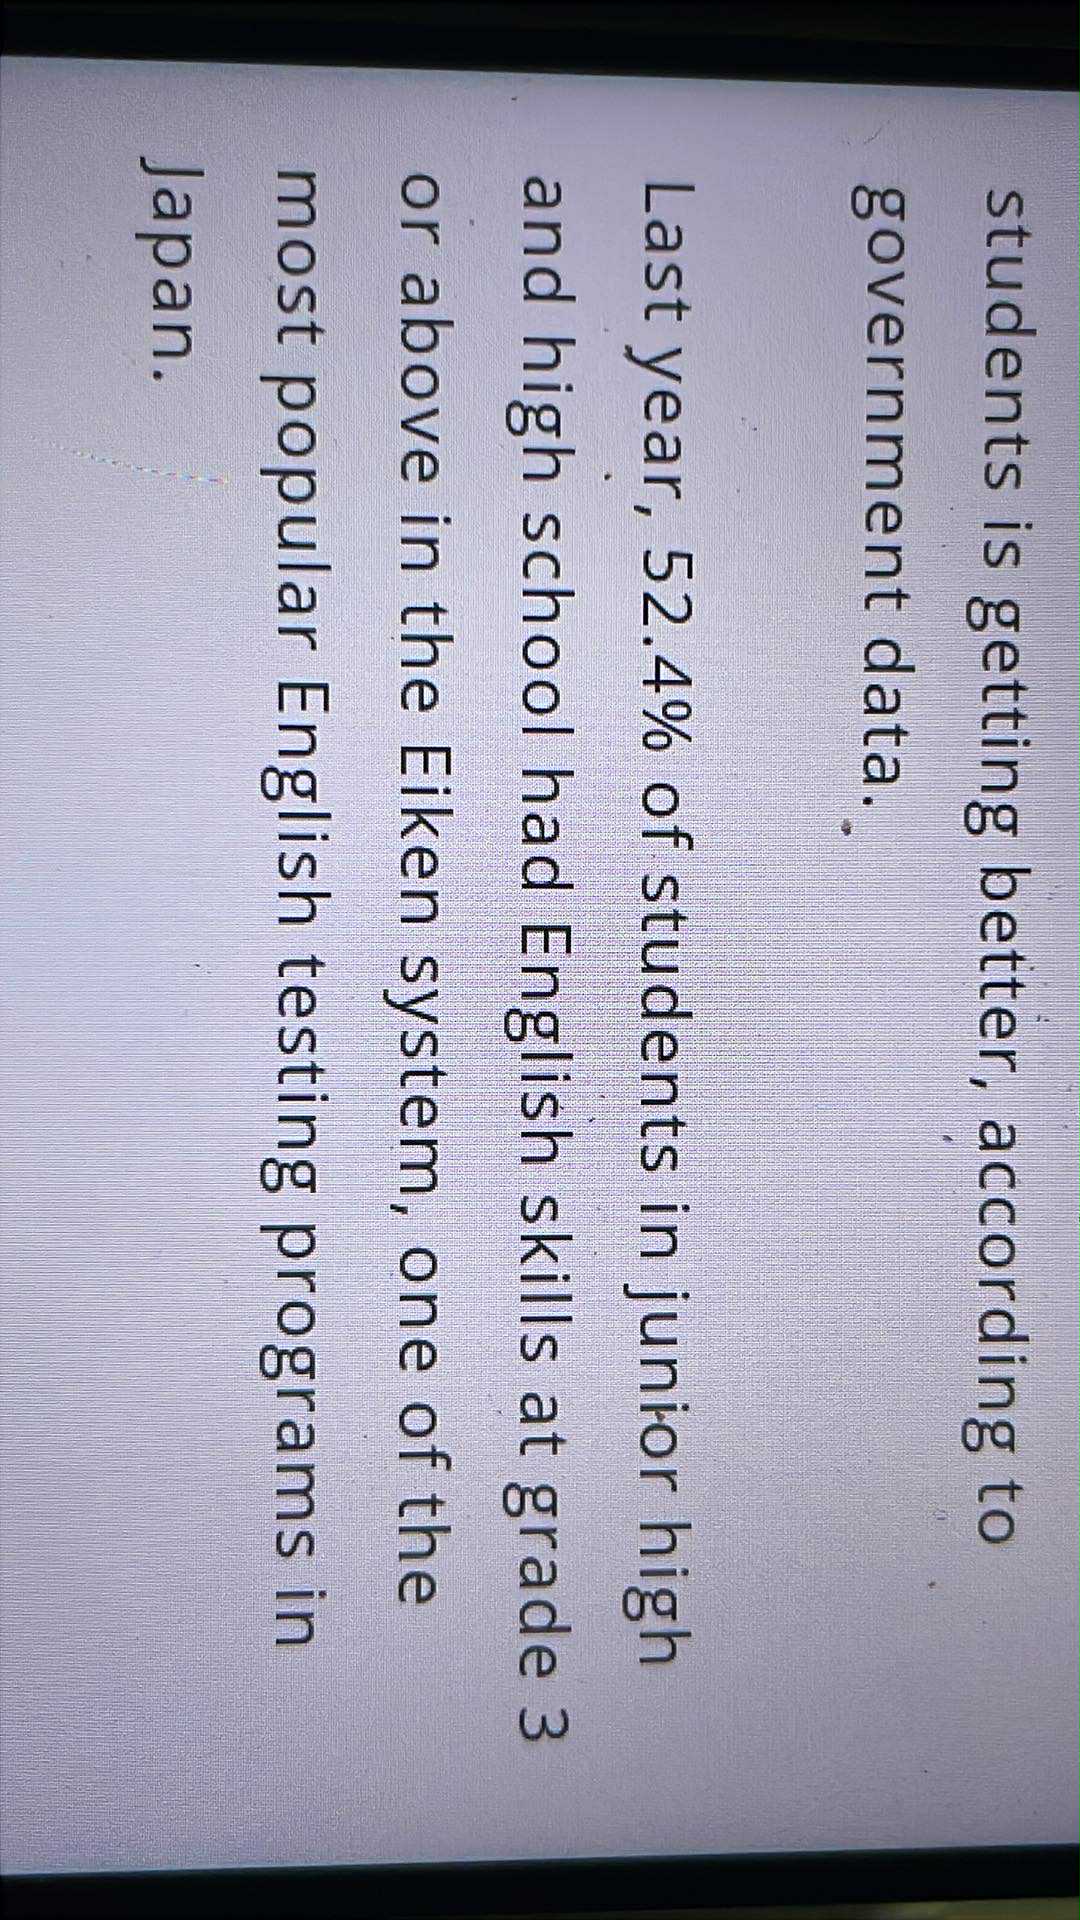 students is getting better, according to
government data.
Last year, 52.4% of students in junior high
and high school had English skills at grade 3
or above in the Eiken system, one of the
most popular English testing programs in
Japan.